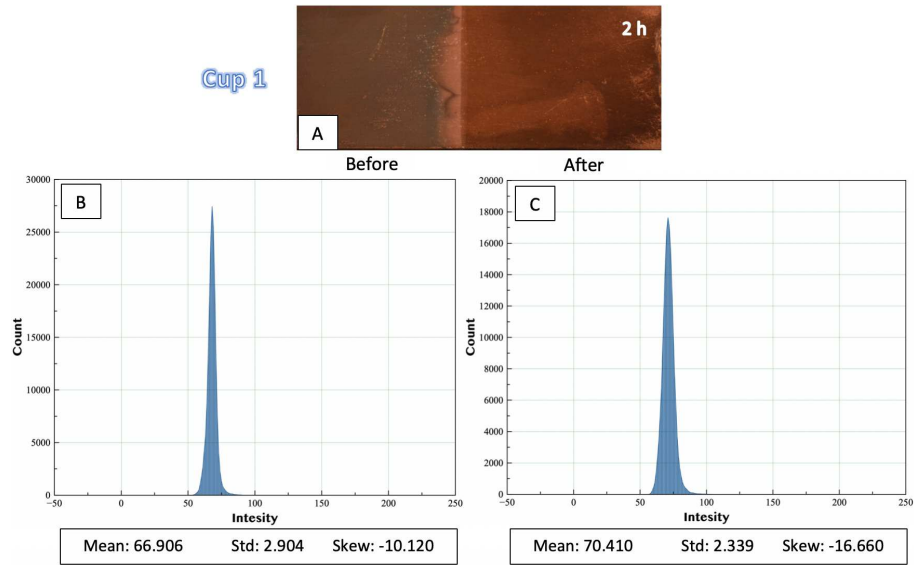 2 h
Cup 1
A
Before After
B
30000
25000
20000
15000
10000
5000
0
Count
−50 0 50 100 150 200 250
Intesity
Mean: 66.906 Std: 2.904 Skew: -10.120
C
20000
18000
16000
14000
12000
10000
8000
6000
4000
2000
0
Count
−50 0 50 100 150 200 250
Intesity
Mean: 70.410 Std: 2.339 Skew: -16.660